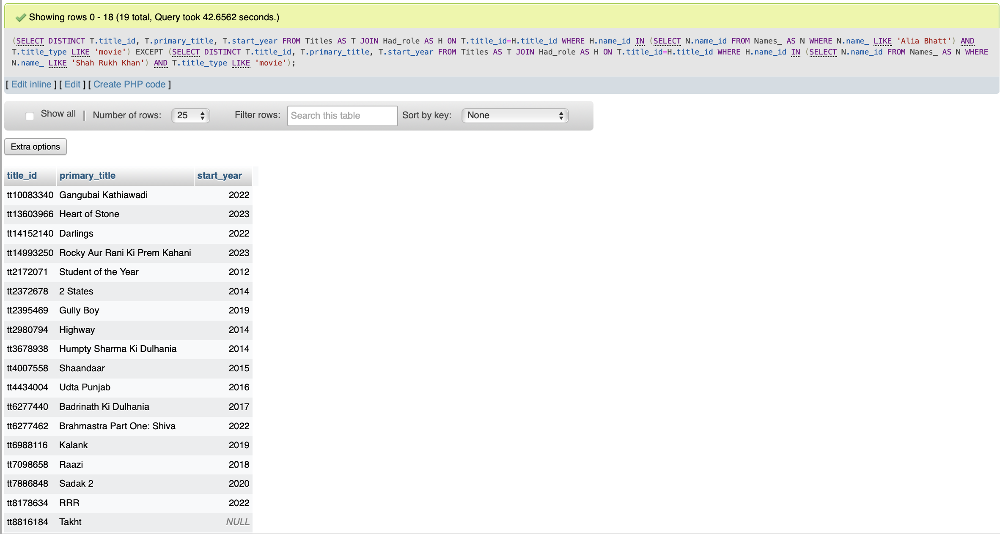 Showing rows 0 - 18 (19 total, Query took 42.6562 seconds.)
(SELECT DISTINCT T.title_id, T.primary_title, T.start_year FROM Titles AS T JOIN Had_role AS H ON T.title_id=H.title_id WHERE H.name_id IN (SELECT N.name_id FROM Names_ AS N WHERE N.name_ LIKE 'Alia Bhatt') AND
T.title_type LIKE 'movie') EXCEPT (SELECT DISTINCT T.title_id, T.primary_title, T.start_year FROM Titles AS T JOIN Had_role AS H ON T.title_id=H.title_id WHERE H.name_id IN (SELECT N.name_id FROM Names_ AS N WHERE
N.name_ LIKE 'Shah Rukh Khan') AND T.title_type LIKE 'movie');
[ Edit inline ] [ Edit ] [ Create PHP code ]
Show all | Number of rows: 25 Filter rows: Search this table Sort by key: None
Extra options
title_id primary_title start_year
tt10083340 Gangubai Kathiawadi 2022
tt13603966 Heart of Stone 2023
tt14152140 Darlings 2022
tt14993250 Rocky Aur Rani Ki Prem Kahani 2023
tt2172071 Student of the Year 2012
tt2372678 2 States 2014
tt2395469 Gully Boy 2019
tt2980794 Highway 2014
tt3678938 Humpty Sharma Ki Dulhania 2014
tt4007558 Shaandaar 2015
tt4434004 Udta Punjab 2016
tt6277440 Badrinath Ki Dulhania 2017
tt6277462 Brahmastra Part One: Shiva 2022
tt6988116 Kalank 2019
tt7098658 Raazi 2018
tt7886848 Sadak 2 2020
tt8178634 RRR 2022
tt8816184 Takht NULL